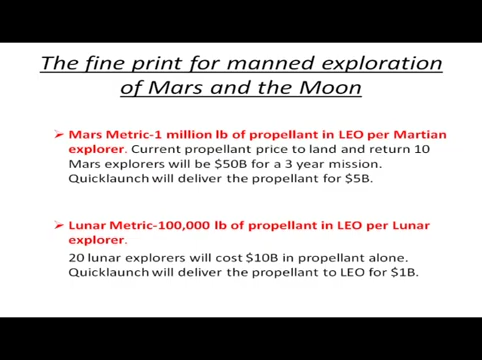 The fine print for manned exploration
of Mars and the Moon
➢ Mars Metric-1 million lb of propellant in LEO per Martian
explorer. Current propellant price to land and return 10
Mars explorers will be $50B for a 3 year mission.
Quicklaunch will deliver the propellant for $5B.
➢ Lunar Metric-100,000 lb of propellant in LEO per Lunar
explorer.
20 lunar explorers will cost $10B in propellant alone.
Quicklaunch will deliver the propellant to LEO for $1B.